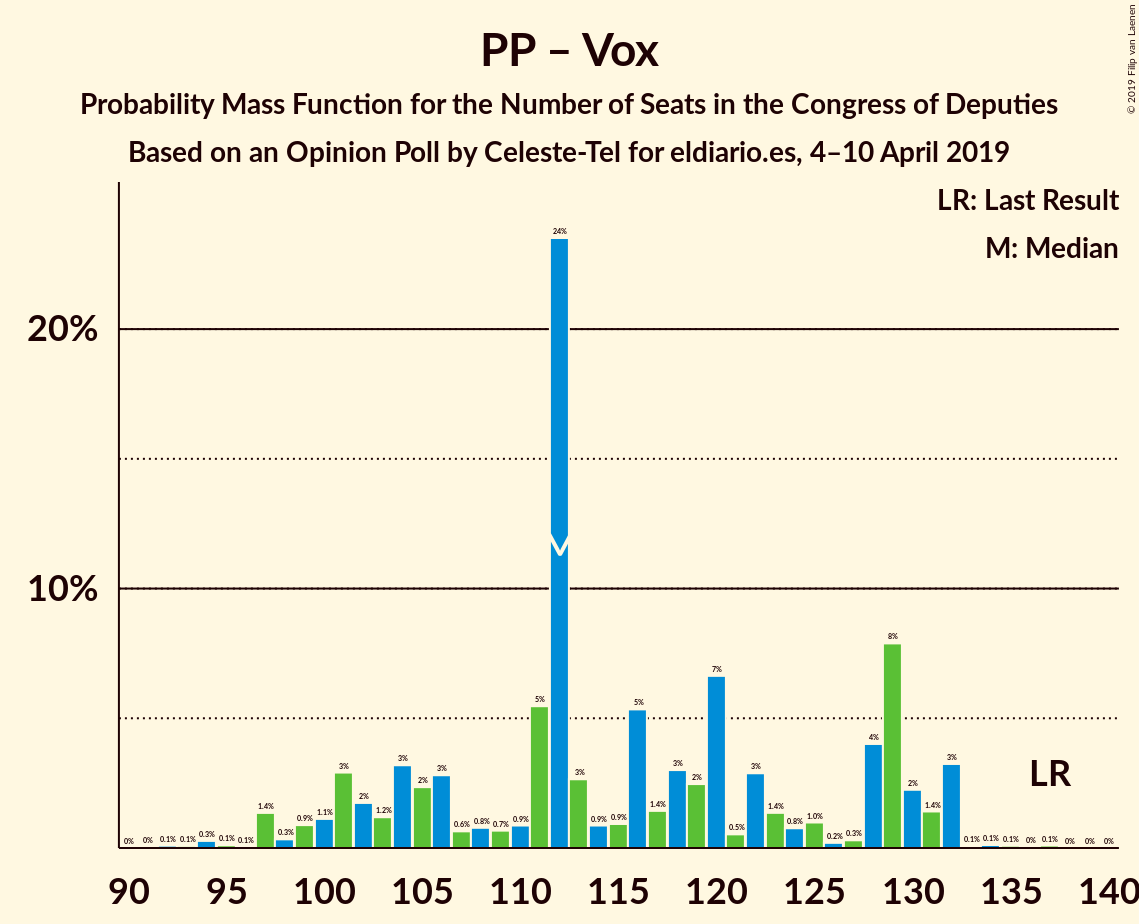 PP – Vox
Probability Mass Function for the Number of Seats in the Congress of Deputies
Based on an Opinion Poll by Celeste-Tel for eldiario.es, 4–10 April 2019
© 2019 Filip van Laenen
LR: Last Result
M: Median
20%
10%
0% 0% 0.1% 0.1% 0.3% 0.1% 0.1% 1.4% 0.3% 0.9% 1.1% 3% 2% 1.2% 3% 2% 3% 0.6% 0.8% 0.7% 0.9% 5% 24% 3% 0.9% 0.9% 5% 1.4% 3% 2% 7% 0.5% 3% 1.4% 0.8% 1.0% 0.2% 0.3% 4% 8% 2% 1.4% 3% 0.1% 0.1% 0.1% 0% 0.1% 0% 0% 0%
M
LR
90 95 100 105 110 115 120 125 130 135 140